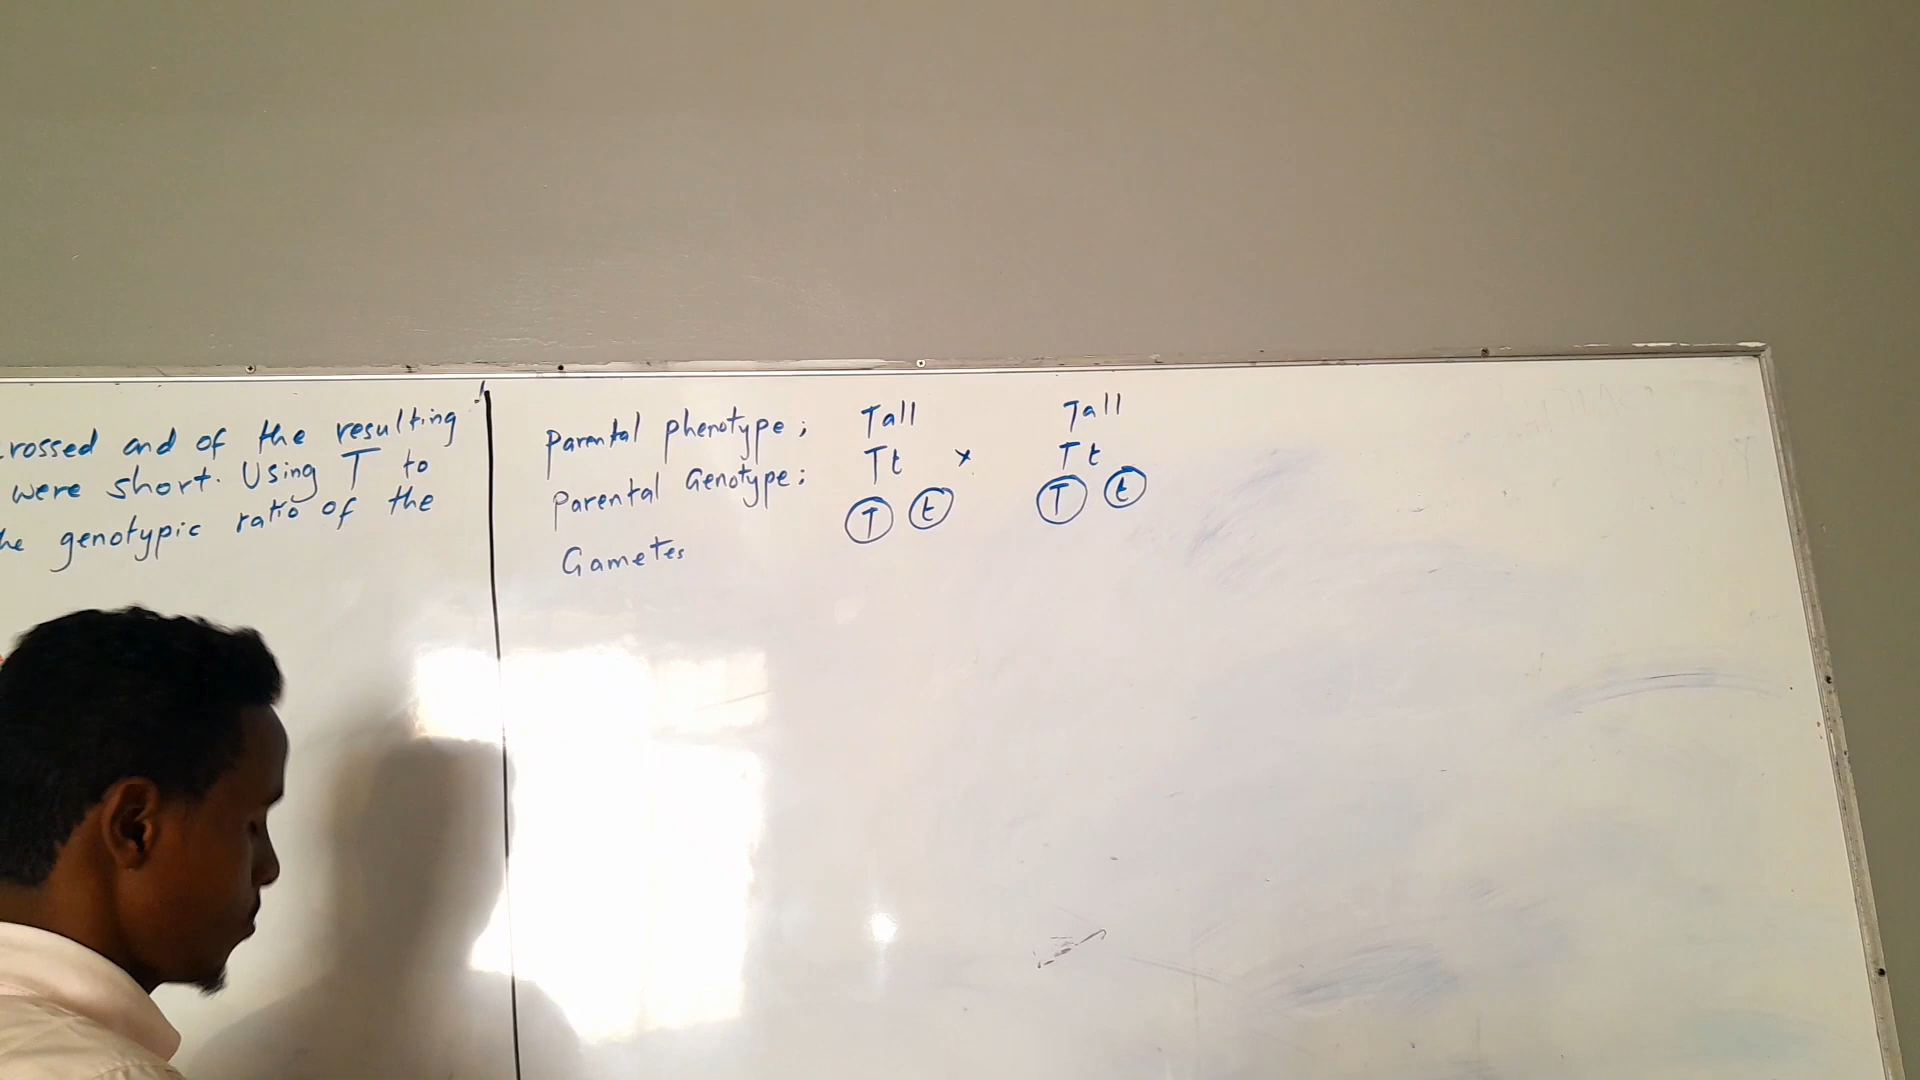 rossed and of the resulting
were short. Using T to
he genotypic ratio of the
Parental phenotype; Tall Tall
Parental Genotype: Tt × Tt
T t T t
Gametes